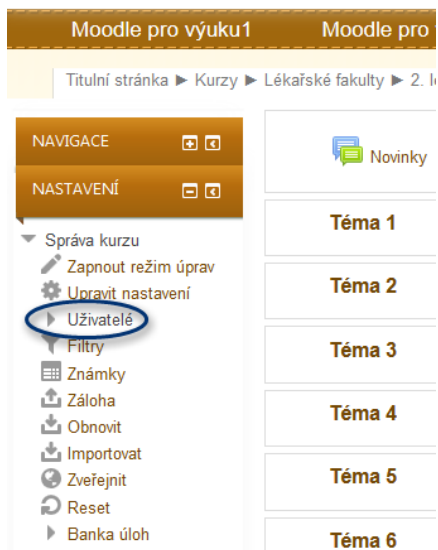 Moodle pro výuku1 Moodle pro
Titulní stránka ► Kurzy ► Lékařské fakulty ► 2.
NAVIGACE
NASTAVENÍ
Správa kurzu
Zapnout režim úprav
Upravit nastavení
Uživatelé
Filtry
Známky
Záloha
Obnovit
Importovat
Zveřejnit
Reset
Banka úloh
Novinky
Téma 1
Téma 2
Téma 3
Téma 4
Téma 5
Téma 6